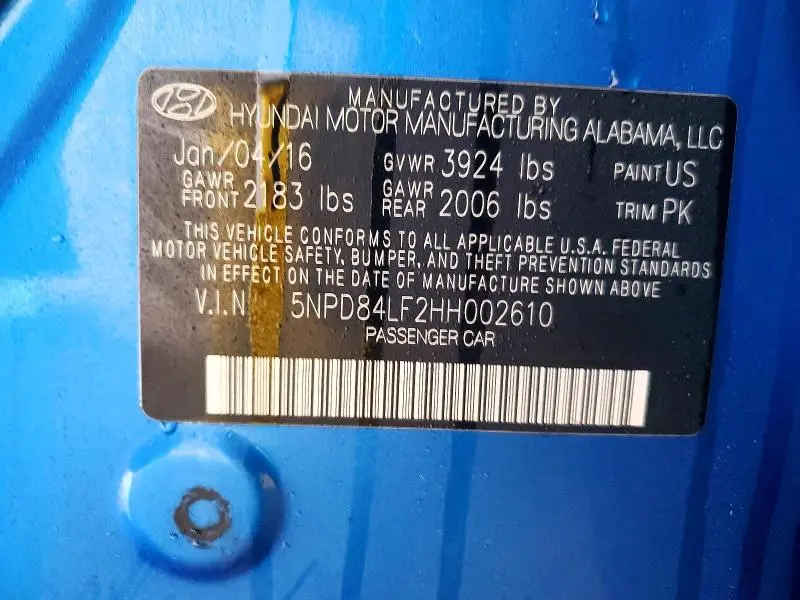 MANUFACTURED BY
HYUNDAI MOTOR MANUFACTURING ALABAMA, LLC
Jan/04/16 GVWR 3924 lbs PAINT US
GAWR FRONT 2183 lbs GAWR REAR 2006 lbs TRIM PK
THIS VEHICLE CONFORMS TO ALL APPLICABLE U.S.A. FEDERAL
MOTOR VEHICLE SAFETY, BUMPER, AND THEFT PREVENTION STANDARDS
IN EFFECT ON THE DATE OF MANUFACTURE SHOWN ABOVE
V.I.N 5NPD84LF2HH002610
PASSENGER CAR